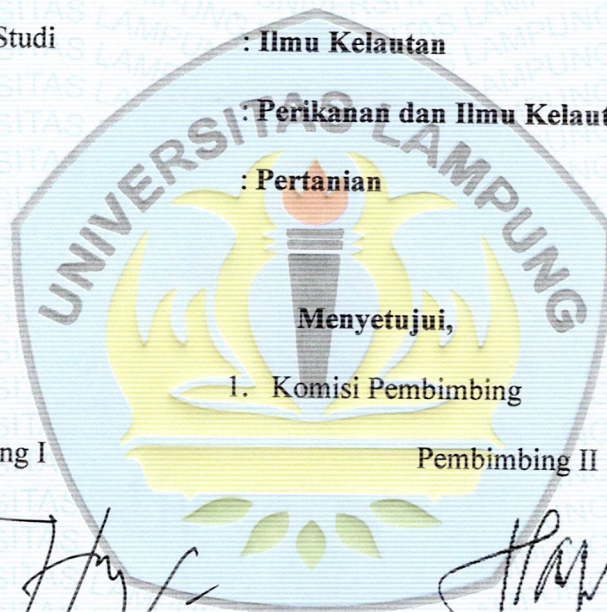 Studi : Ilmu Kelautan
: Perikanan dan Ilmu Kelaut
: Pertanian
UNIVERSITAS LAMPUNG
Menyetujui,
1. Komisi Pembimbing
ng I Pembimbing II